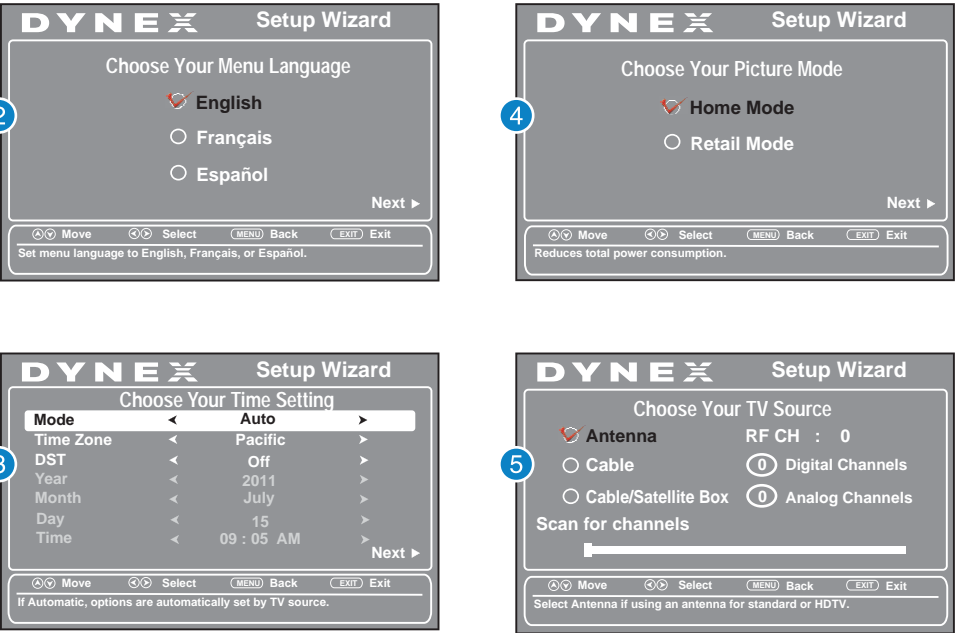 DYNEX Setup Wizard
Choose Your Menu Language
English
Français
Español
Next
Move Select MENU Back EXIT Exit
Set menu language to English, Français, or Español.
2
DYNEX Setup Wizard
Choose Your Time Setting
Mode Auto
Time Zone Pacific
DST Off
Year 2011
Month July
Day 15
Time 09 : 05 AM
Next
Move Select MENU Back EXIT Exit
If Automatic, options are automatically set by TV source.
3
DYNEX Setup Wizard
Choose Your Picture Mode
Home Mode
4
Retail Mode
Next
Move Select MENU Back EXIT Exit
Reduces total power consumption.
DYNEX Setup Wizard
Choose Your TV Source
Antenna RF CH : 0
5 Cable 0 Digital Channels
Cable/Satellite Box 0 Analog Channels
Scan for channels
Move Select MENU Back EXIT Exit
Select Antenna if using an antenna for standard or HDTV.